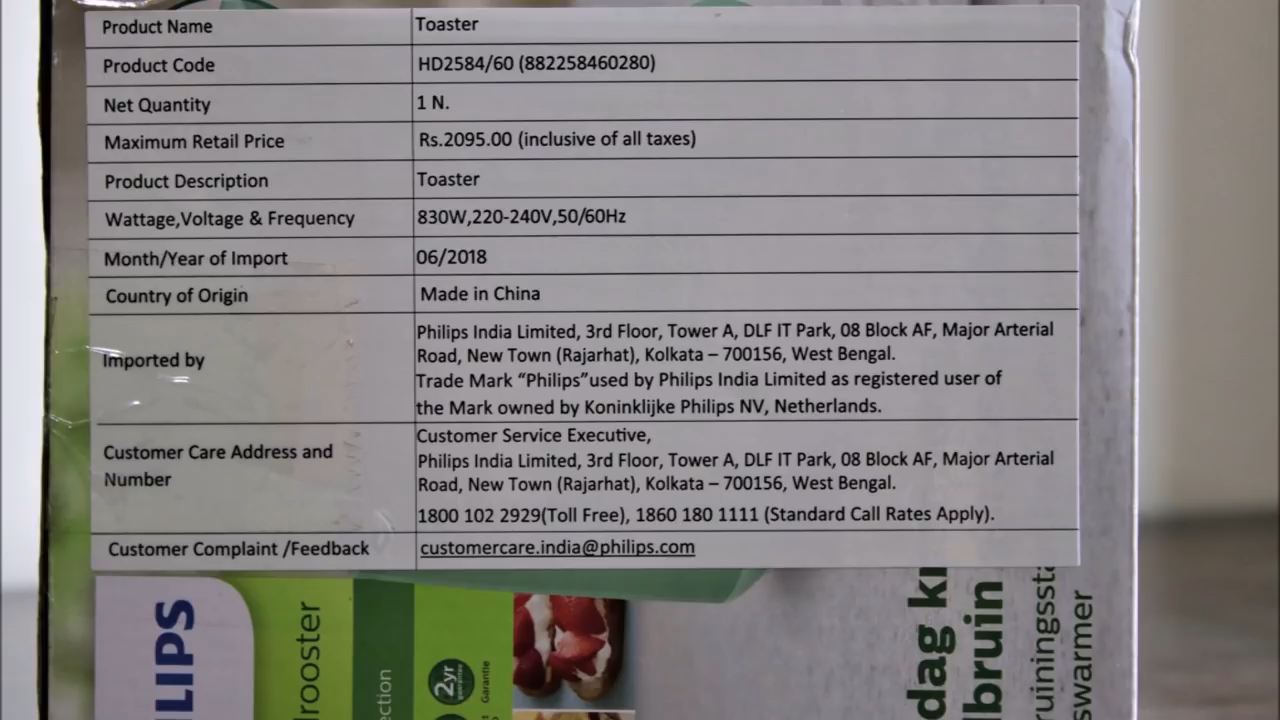 Product Name Toaster
Product Code HD2584/60 (882258460280)
Net Quantity 1 N.
Maximum Retail Price Rs.2095.00 (inclusive of all taxes)
Product Description Toaster
Wattage,Voltage & Frequency 830W,220-240V,50/60Hz
Month/Year of Import 06/2018
Country of Origin Made in China
Imported by
Philips India Limited, 3rd Floor, Tower A, DLF IT Park, 08 Block AF, Major Arterial
Road, New Town (Rajarhat), Kolkata – 700156, West Bengal.
Trade Mark “Philips”used by Philips India Limited as registered user of
the Mark owned by Koninklijke Philips NV, Netherlands.
Customer Care Address and
Number
Customer Service Executive,
Philips India Limited, 3rd Floor, Tower A, DLF IT Park, 08 Block AF, Major Arterial
Road, New Town (Rajarhat), Kolkata – 700156, West Bengal.
1800 102 2929(Toll Free), 1860 180 1111 (Standard Call Rates Apply).
Customer Complaint /Feedback customercare.india@philips.com
LIPS
rooster
ection
2yr
guarantee
Garantie
dag
bruin
ruiningsst
swarmer